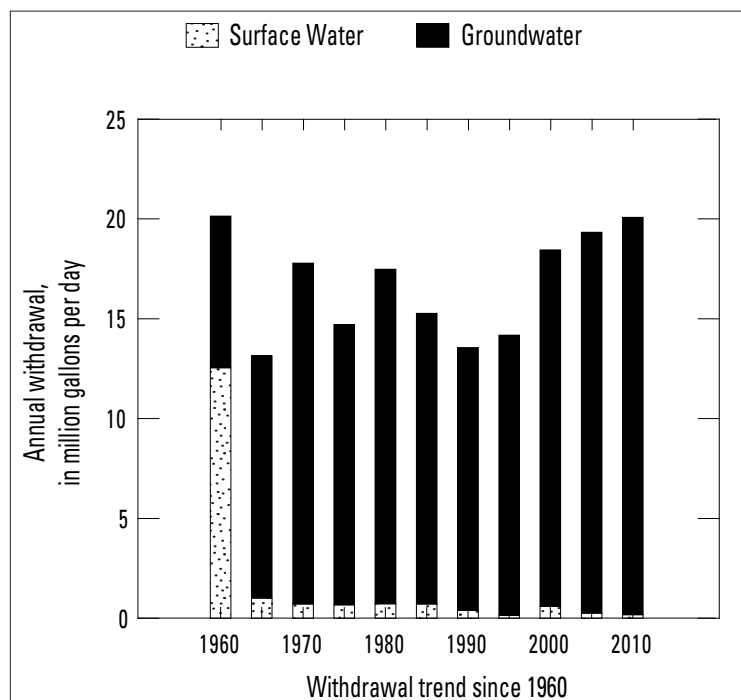 Surface Water Groundwater
25
20
15
10
5
0
Annual withdrawal,
in million gallons per day
1960 1970 1980 1990 2000 2010
Withdrawal trend since 1960